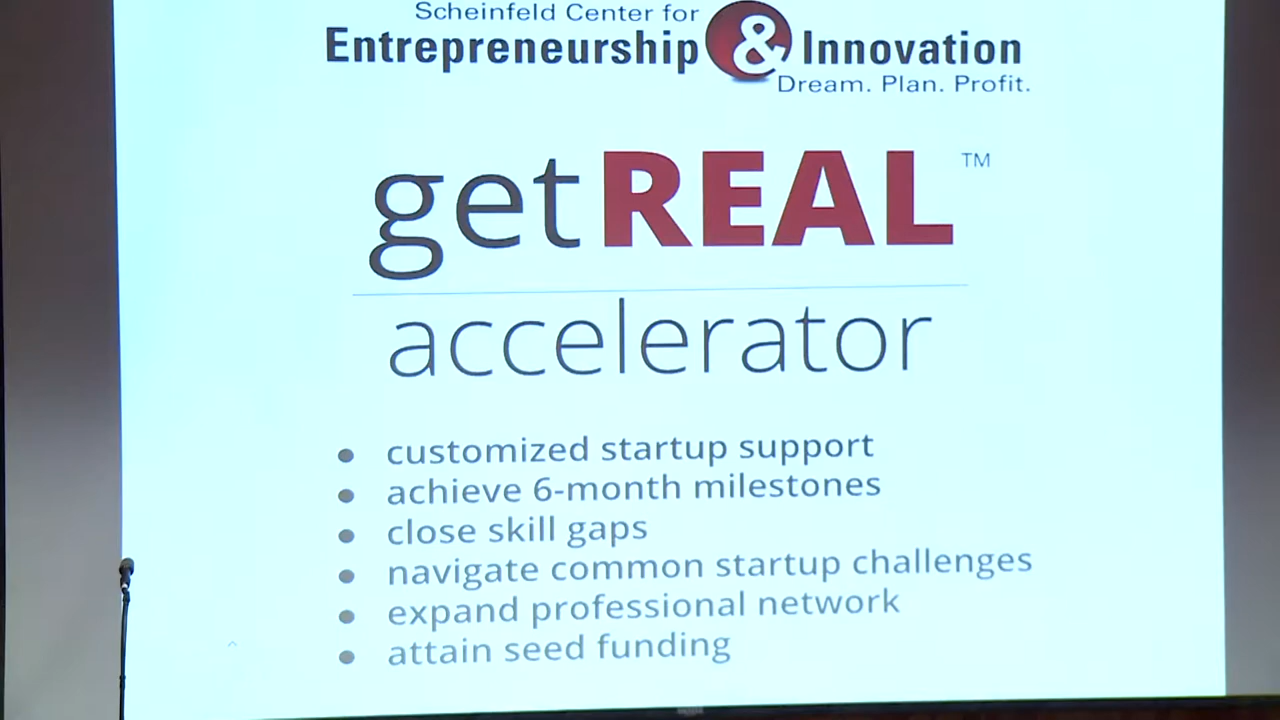 Scheinfeld Center for
Entrepreneurship & Innovation
Dream. Plan. Profit.
getREAL™
accelerator
• customized startup support
• achieve 6-month milestones
• close skill gaps
• navigate common startup challenges
• expand professional network
• attain seed funding